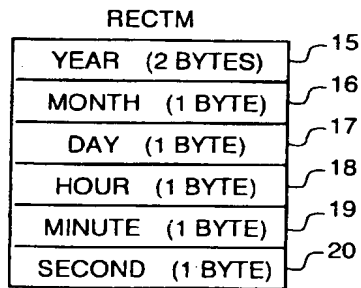 RECTM
YEAR (2 BYTES) 15
MONTH (1 BYTE) 16
DAY (1 BYTE) 17
HOUR (1 BYTE) 18
MINUTE (1 BYTE) 19
SECOND (1 BYTE) 20